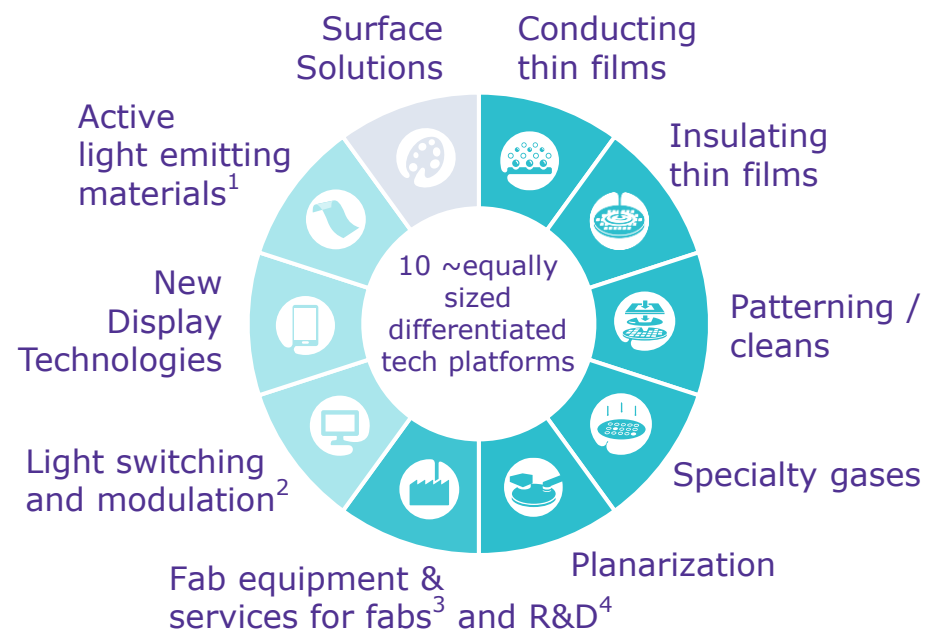 Surface
Solutions
Conducting
thin films
Active
light emitting
materials¹
Insulating
thin films
10 ~equally
sized
differentiated
tech platforms
New
Display
Technologies
Patterning /
cleans
Light switching
and modulation²
Specialty gases
Planarization
Fab equipment &
services for fabs³ and R&D⁴